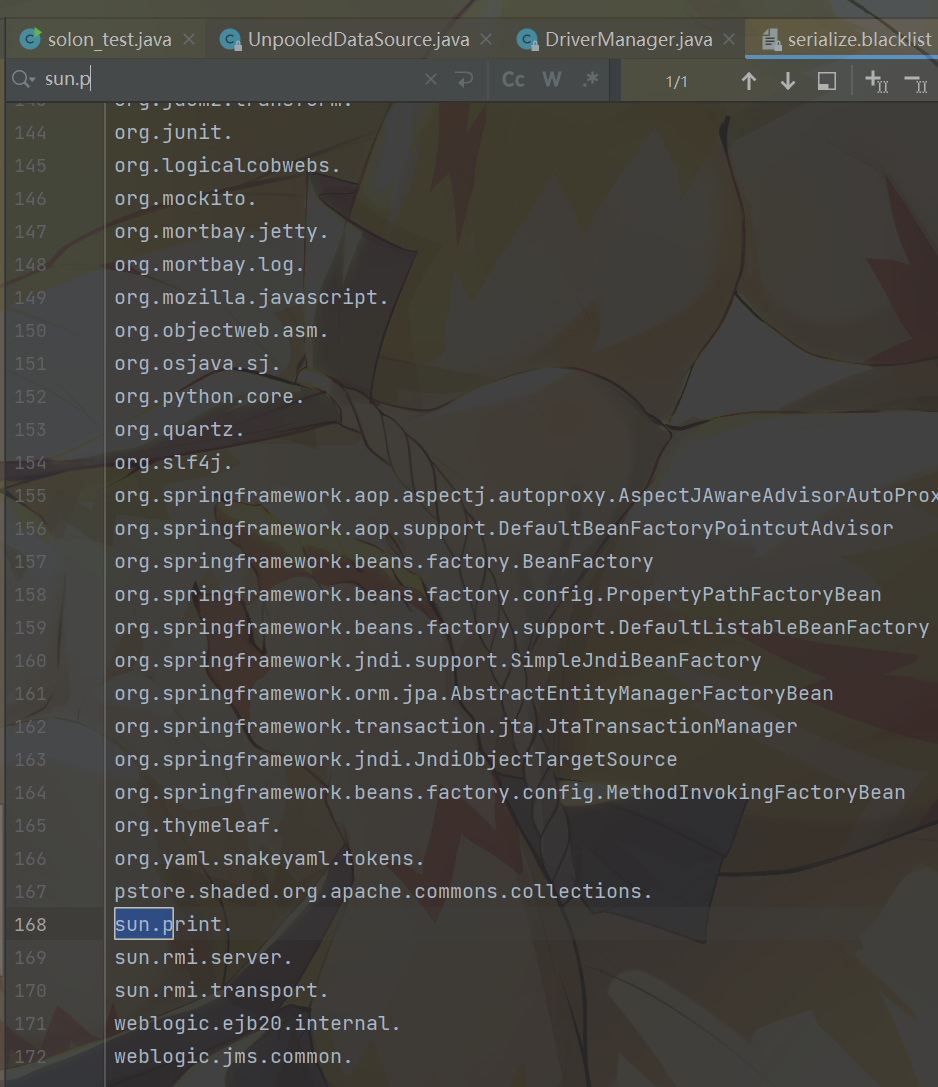 solon_test.java UnpooledDataSource.java DriverManager.java serialize.blacklist
sun.p Cc W .* 1/1
144 org.junit.
145 org.logicalcobwebs.
146 org.mockito.
147 org.mortbay.jetty.
148 org.mortbay.log.
149 org.mozilla.javascript.
150 org.objectweb.asm.
151 org.osjava.sj.
152 org.python.core.
153 org.quartz.
154 org.slf4j.
155 org.springframework.aop.aspectj.autoproxy.AspectJAwareAdvisorAutoProx
156 org.springframework.aop.support.DefaultBeanFactoryPointcutAdvisor
157 org.springframework.beans.factory.BeanFactory
158 org.springframework.beans.factory.config.PropertyPathFactoryBean
159 org.springframework.beans.factory.support.DefaultListableBeanFactory
160 org.springframework.jndi.support.SimpleJndiBeanFactory
161 org.springframework.orm.jpa.AbstractEntityManagerFactoryBean
162 org.springframework.transaction.jta.JtaTransactionManager
163 org.springframework.jndi.JndiObjectTargetSource
164 org.springframework.beans.factory.config.MethodInvokingFactoryBean
165 org.thymeleaf.
166 org.yaml.snakeyaml.tokens.
167 pstore.shaded.org.apache.commons.collections.
168 sun.print.
169 sun.rmi.server.
170 sun.rmi.transport.
171 weblogic.ejb20.internal.
172 weblogic.jms.common.